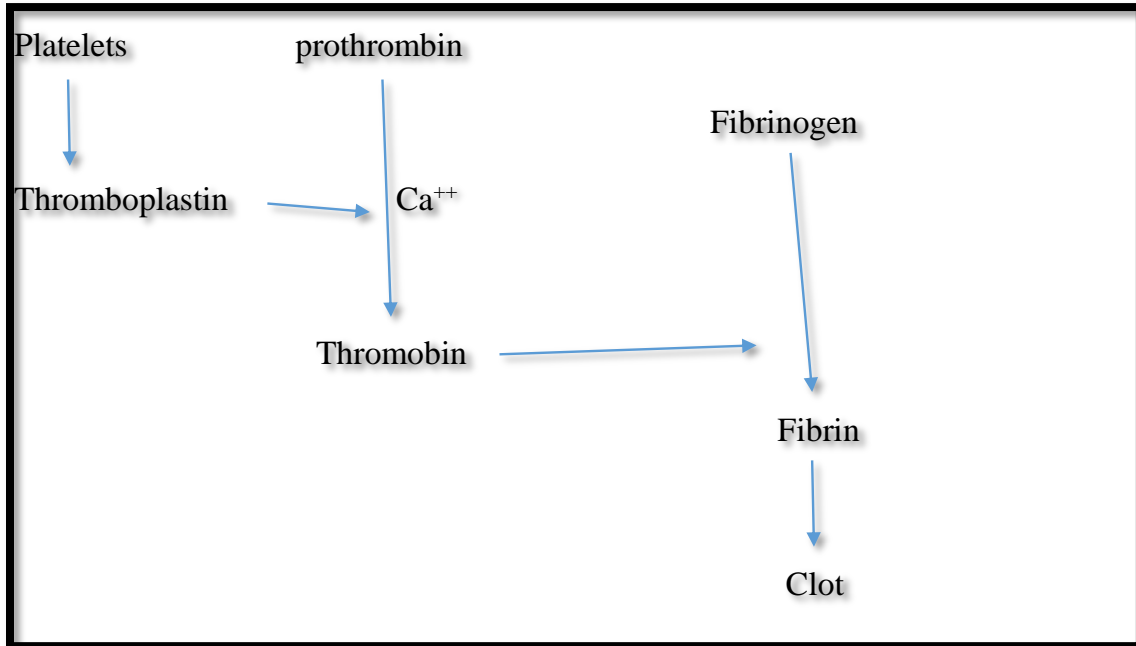 Platelets prothrombin
Fibrinogen
Thromboplastin Ca⁺⁺
Thromobin
Fibrin
Clot